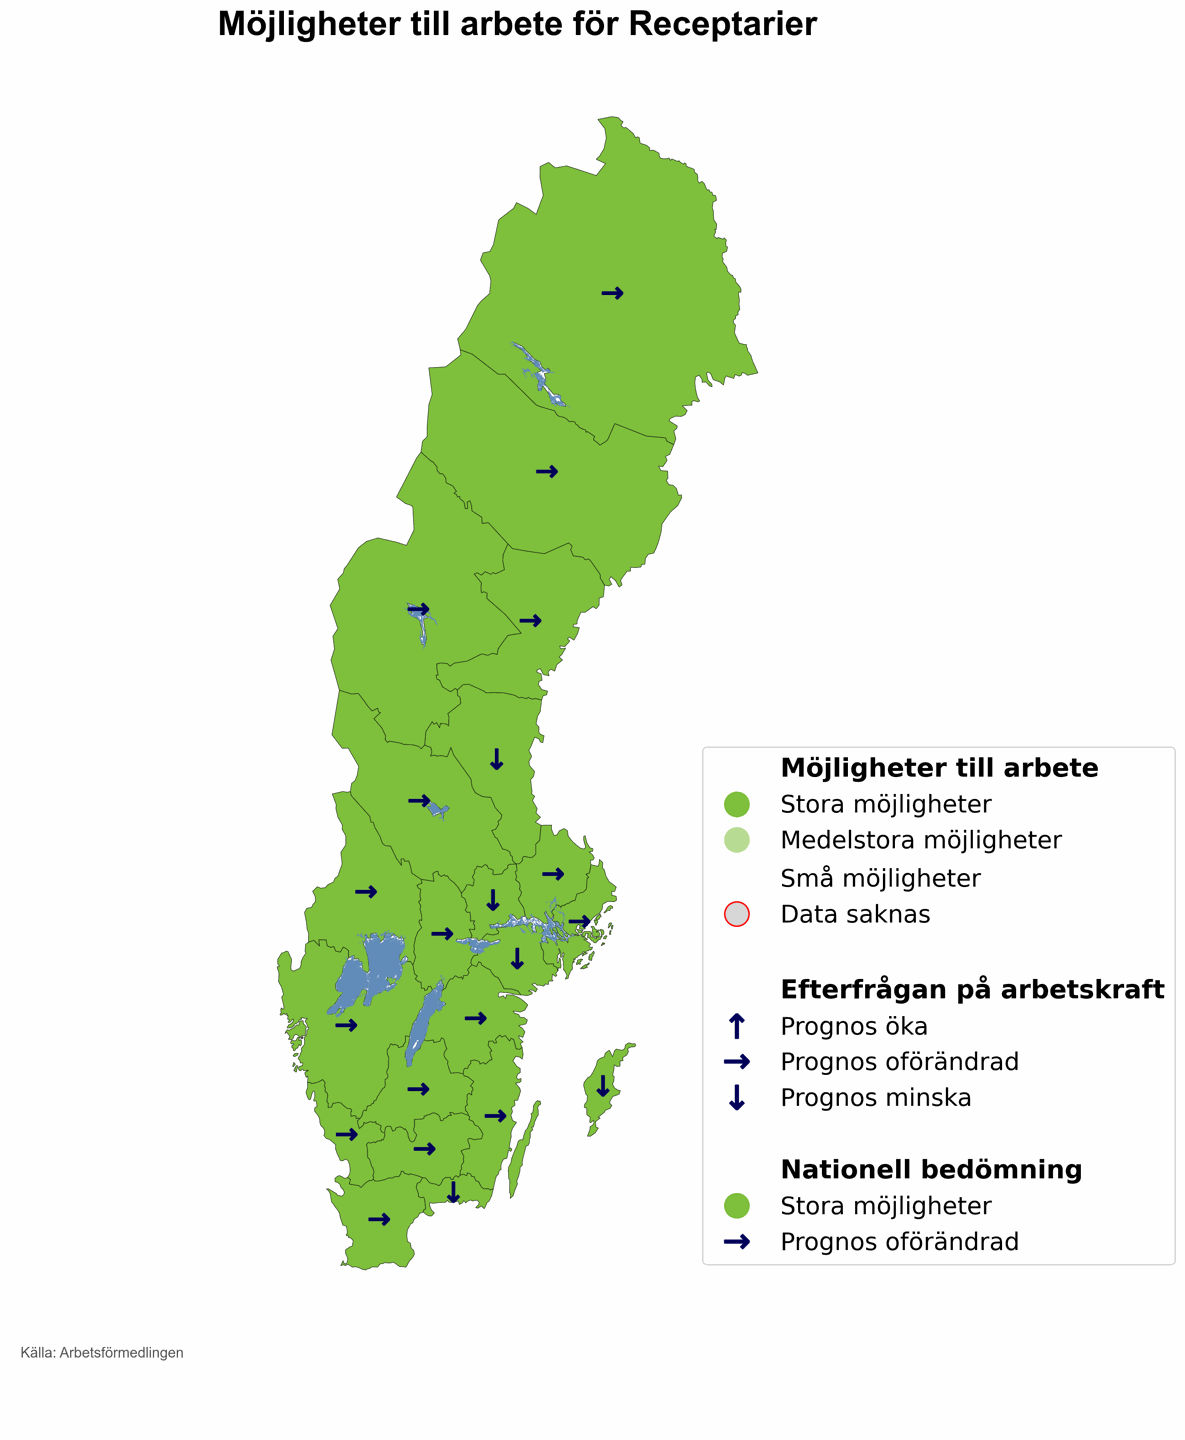 Möjligheter till arbete för Receptarier
Möjligheter till arbete
Stora möjligheter
Medelstora möjligheter
Små möjligheter
Data saknas
Efterfrågan på arbetskraft
Prognos öka
Prognos oförändrad
Prognos minska
Nationell bedömning
Stora möjligheter
Prognos oförändrad
Källa: Arbetsförmedlingen